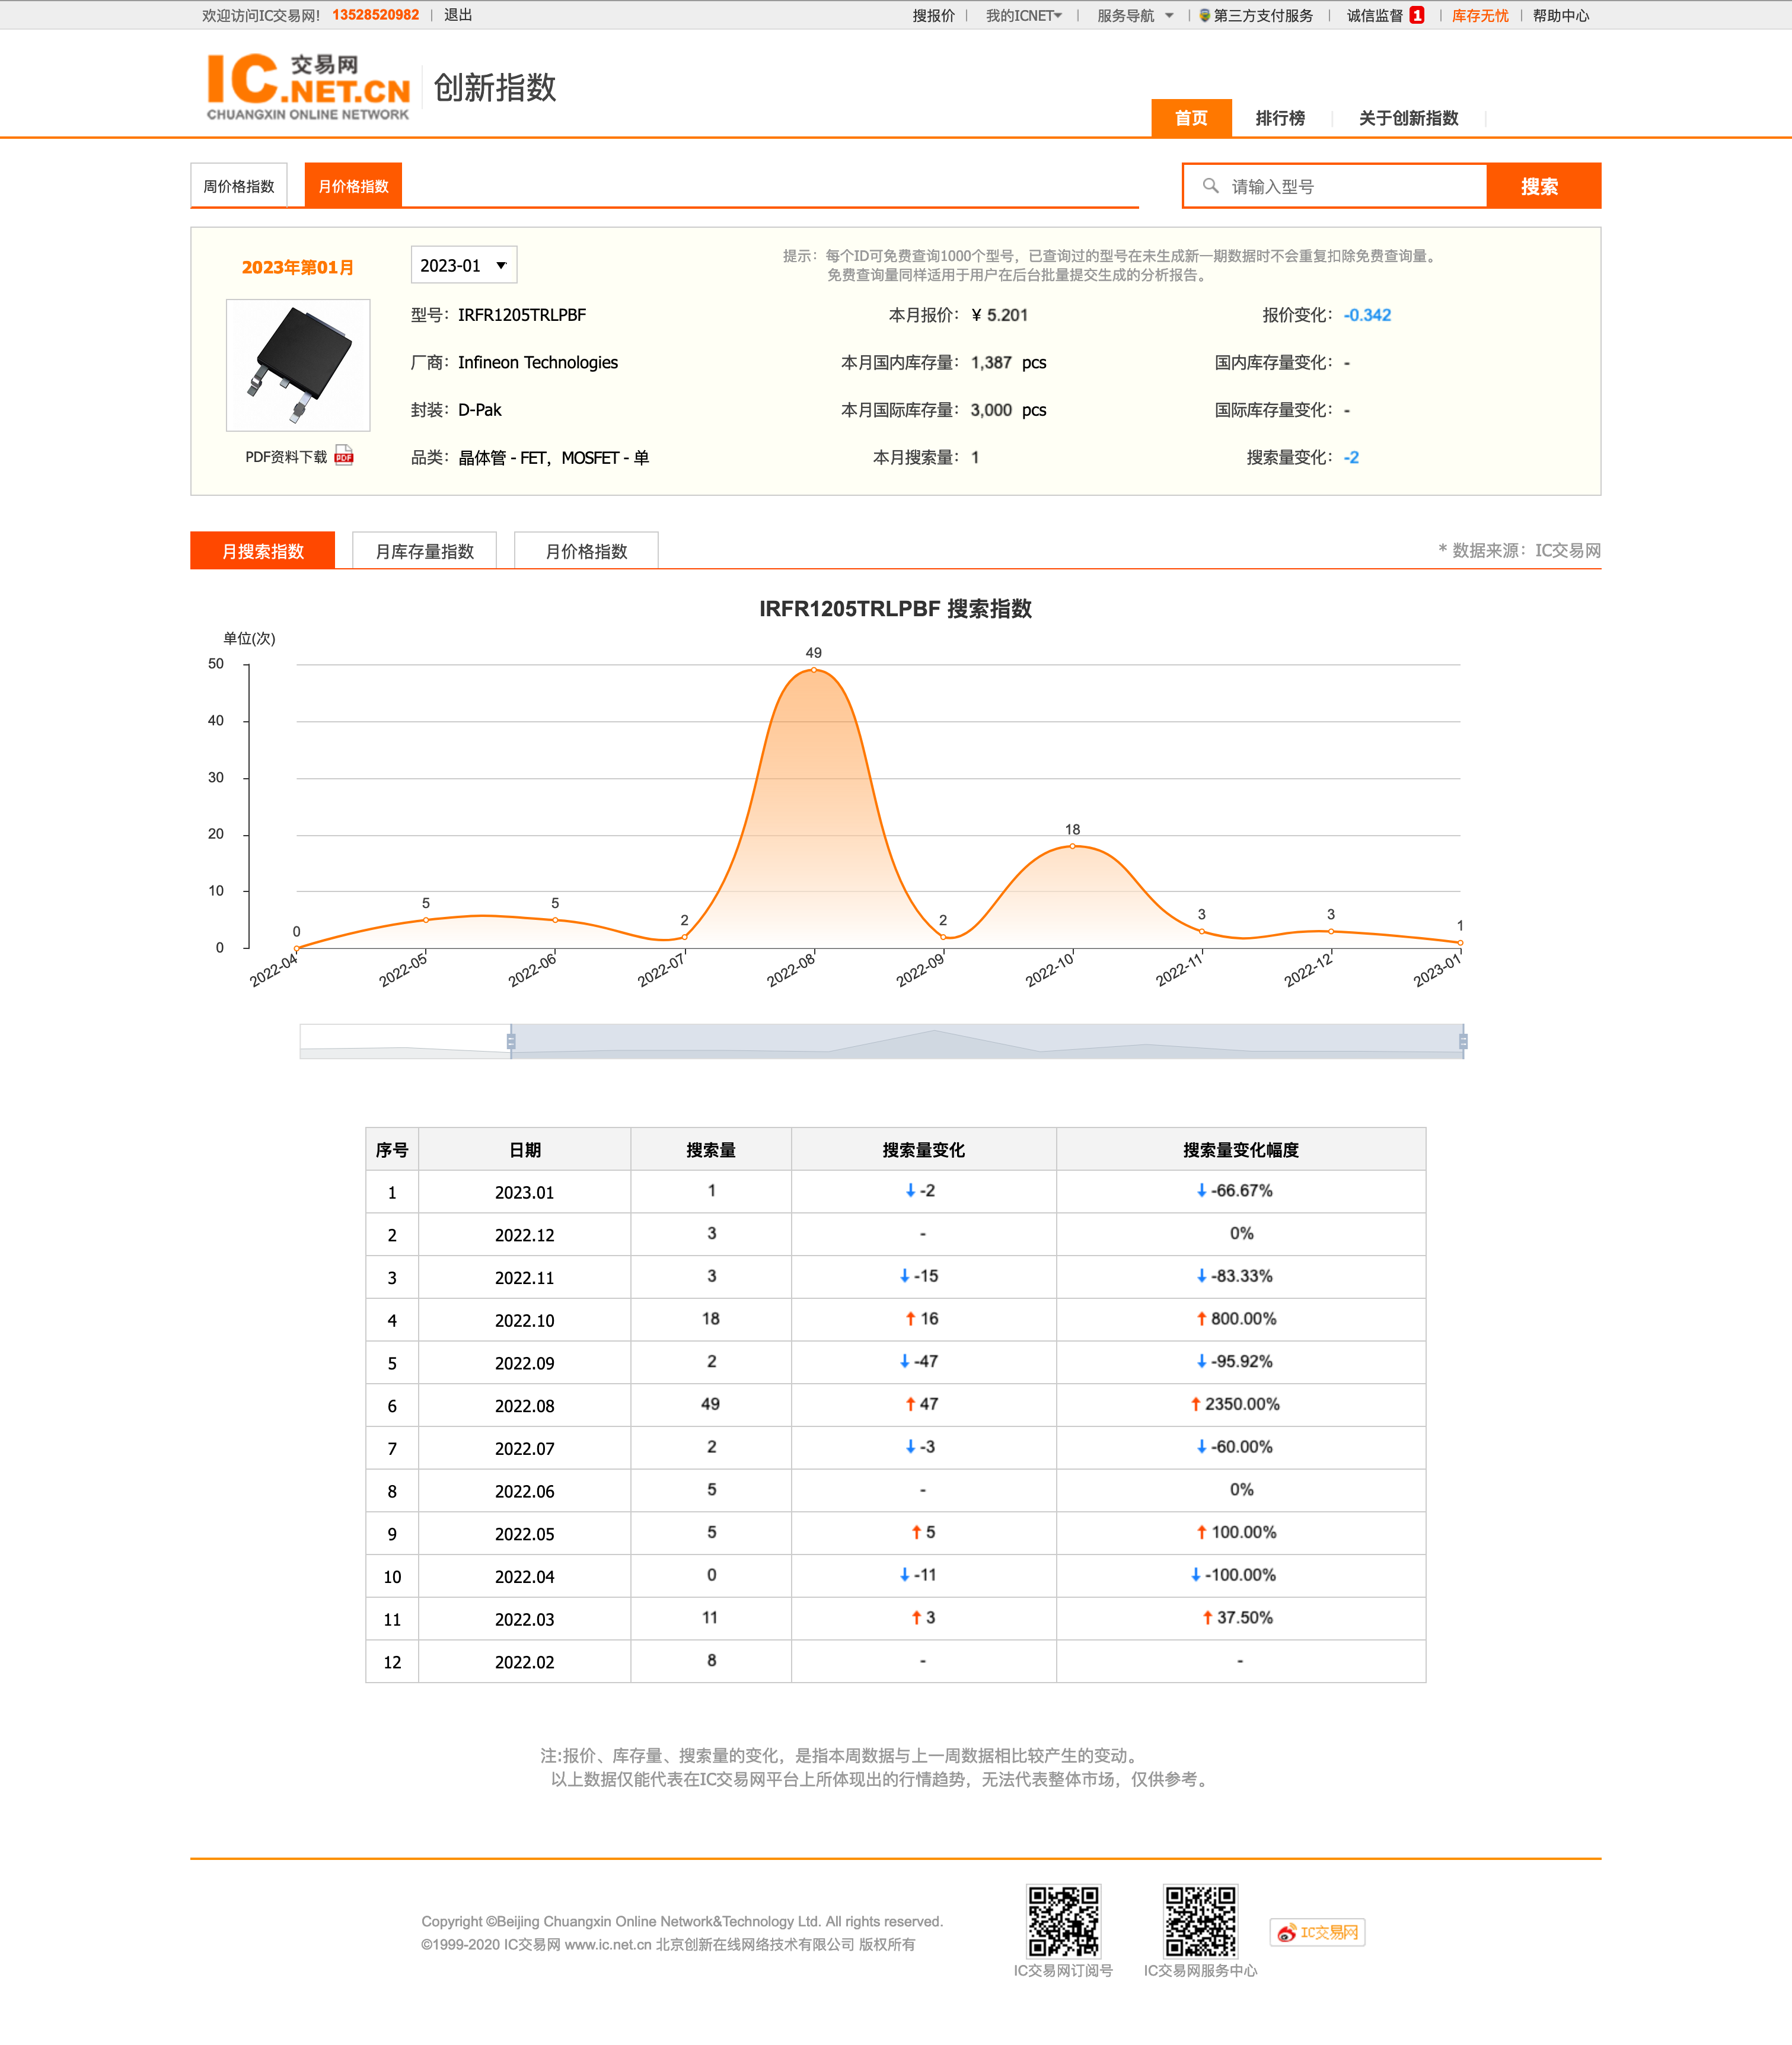 欢迎访问IC交易网! 13528520982 | 退出
搜报价 | 我的ICNET | 服务导航 | 第三方支付服务 | 诚信监督 1 | 库存无忧 | 帮助中心
IC交易网
.NET.CN
CHUANGXIN ONLINE NETWORK
创新指数
首页 排行榜 关于创新指数
周价格指数 月价格指数 请输入型号 搜索
2023年第01月 2023-01
提示：每个ID可免费查询1000个型号，已查询过的型号在未生成新一期数据时不会重复扣除免费查询量。
免费查询量同样适用于用户在后台批量提交生成的分析报告。
型号：IRFR1205TRLPBF 本月报价：¥ 5.201 报价变化：-0.342
厂商：Infineon Technologies 本月国内库存量：1,387 pcs 国内库存量变化：-
封装：D-Pak 本月国际库存量：3,000 pcs 国际库存量变化：-
PDF资料下载 PDF 品类：晶体管 - FET，MOSFET - 单 本月搜索量：1 搜索量变化：-2
月搜索指数 月库存量指数 月价格指数 * 数据来源：IC交易网
IRFR1205TRLPBF 搜索指数
单位(次)
50
40
30
20
10
0
0 5 5 2 49 2 18 3 3 1
2022-04 2022-05 2022-06 2022-07 2022-08 2022-09 2022-10 2022-11 2022-12 2023-01
序号 日期 搜索量 搜索量变化 搜索量变化幅度
1 2023.01 1 ↓-2 ↓-66.67%
2 2022.12 3 - 0%
3 2022.11 3 ↓-15 ↓-83.33%
4 2022.10 18 ↑16 ↑800.00%
5 2022.09 2 ↓-47 ↓-95.92%
6 2022.08 49 ↑47 ↑2350.00%
7 2022.07 2 ↓-3 ↓-60.00%
8 2022.06 5 - 0%
9 2022.05 5 ↑5 ↑100.00%
10 2022.04 0 ↓-11 ↓-100.00%
11 2022.03 11 ↑3 ↑37.50%
12 2022.02 8 - -
注:报价、库存量、搜索量的变化，是指本周数据与上一周数据相比较产生的变动。
以上数据仅能代表在IC交易网平台上所体现出的行情趋势，无法代表整体市场，仅供参考。
Copyright ©Beijing Chuangxin Online Network&Technology Ltd. All rights reserved.
©1999-2020 IC交易网 www.ic.net.cn 北京创新在线网络技术有限公司 版权所有
IC交易网订阅号 IC交易网服务中心 IC交易网